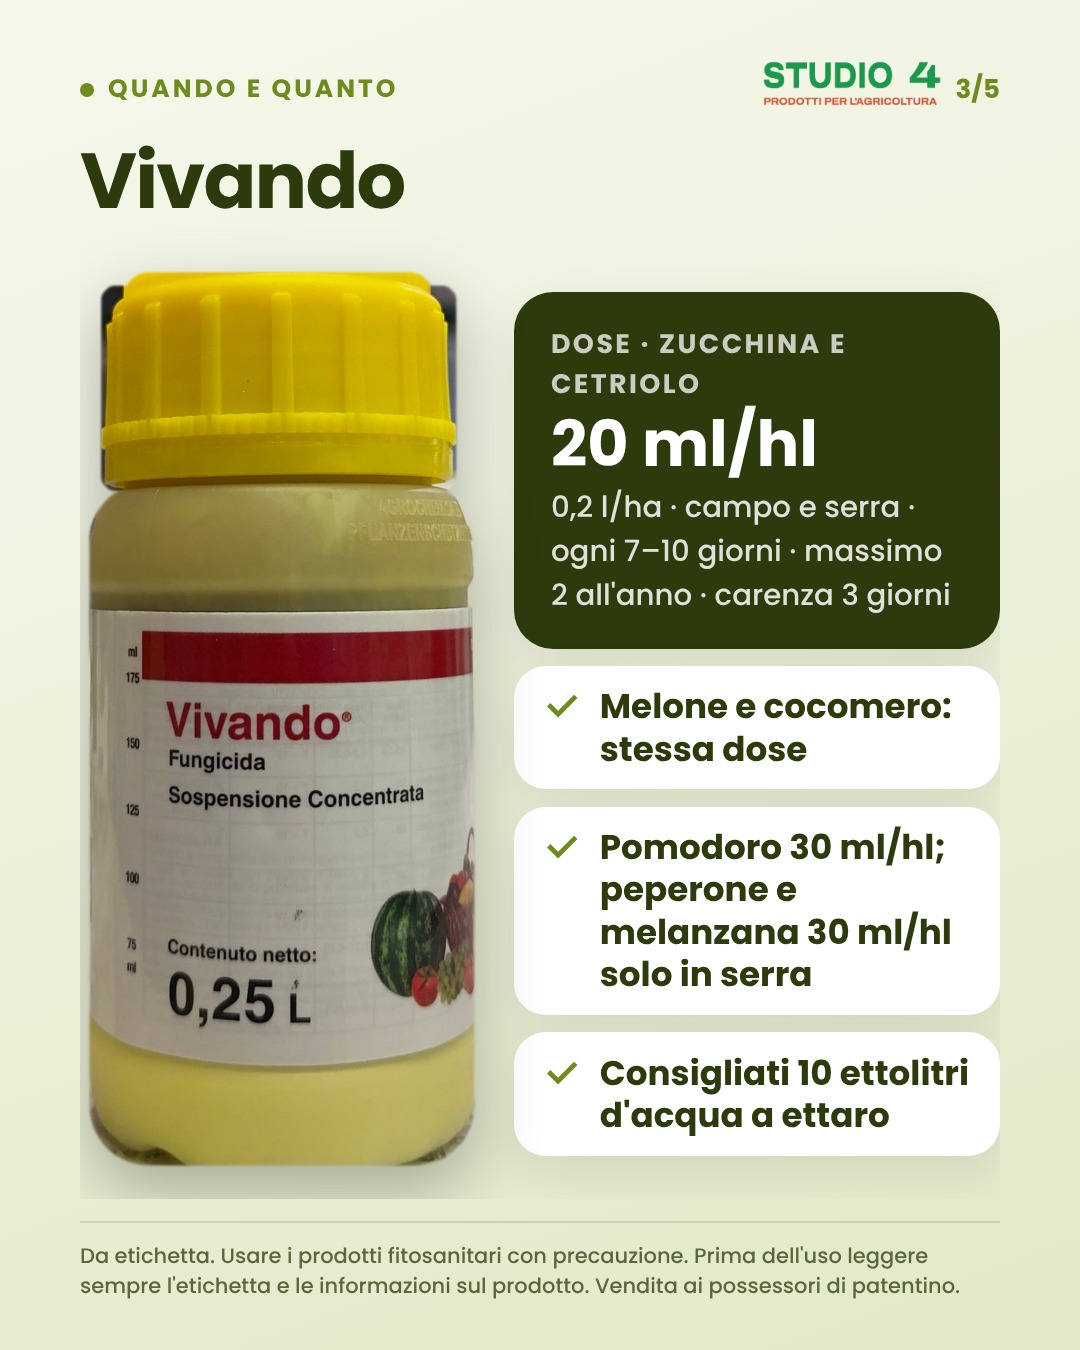 QUANDO E QUANTO
STUDIO 4
PRODOTTI PER L'AGRICOLTURA
3/5
Vivando
DOSE · ZUCCHINA E
CETRIOLO
20 ml/hl
0,2 l/ha · campo e serra ·
ogni 7–10 giorni · massimo
2 all'anno · carenza 3 giorni
Melone e cocomero:
stessa dose
Pomodoro 30 ml/hl;
peperone e
melanzana 30 ml/hl
solo in serra
Consigliati 10 ettolitri
d'acqua a ettaro
ml
175
150
125
100
75
ml
Vivando®
Fungicida
Sospensione Concentrata
Contenuto netto:
0,25 L
Da etichetta. Usare i prodotti fitosanitari con precauzione. Prima dell'uso leggere
sempre l'etichetta e le informazioni sul prodotto. Vendita ai possessori di patentino.